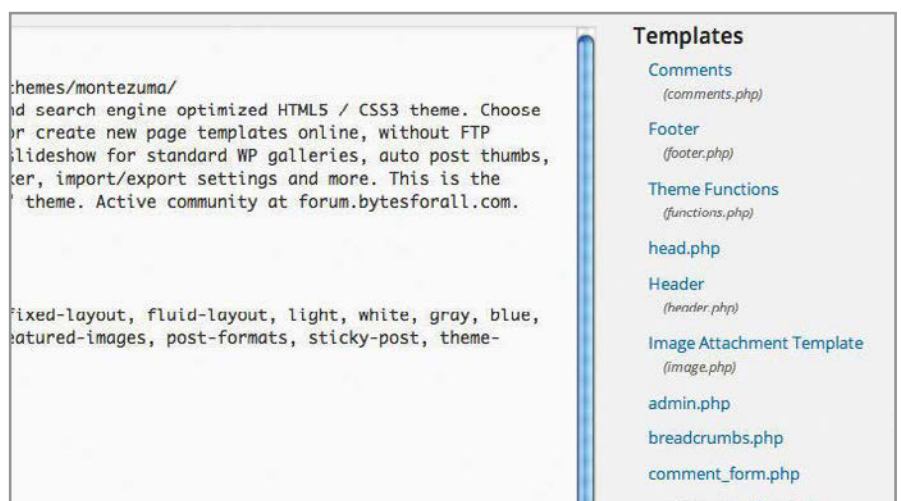 themes/montezuma/
nd search engine optimized HTML5 / CSS3 theme. Choose
or create new page templates online, without FTP
slideshow for standard WP galleries, auto post thumbs,
ker, import/export settings and more. This is the
" theme. Active community at forum.bytesforall.com.
fixed-layout, fluid-layout, light, white, gray, blue,
eatured-images, post-formats, sticky-post, theme-
Templates
Comments
(comments.php)
Footer
(footer.php)
Theme Functions
(functions.php)
head.php
Header
(header.php)
Image Attachment Template
(image.php)
admin.php
breadcrumbs.php
comment_form.php